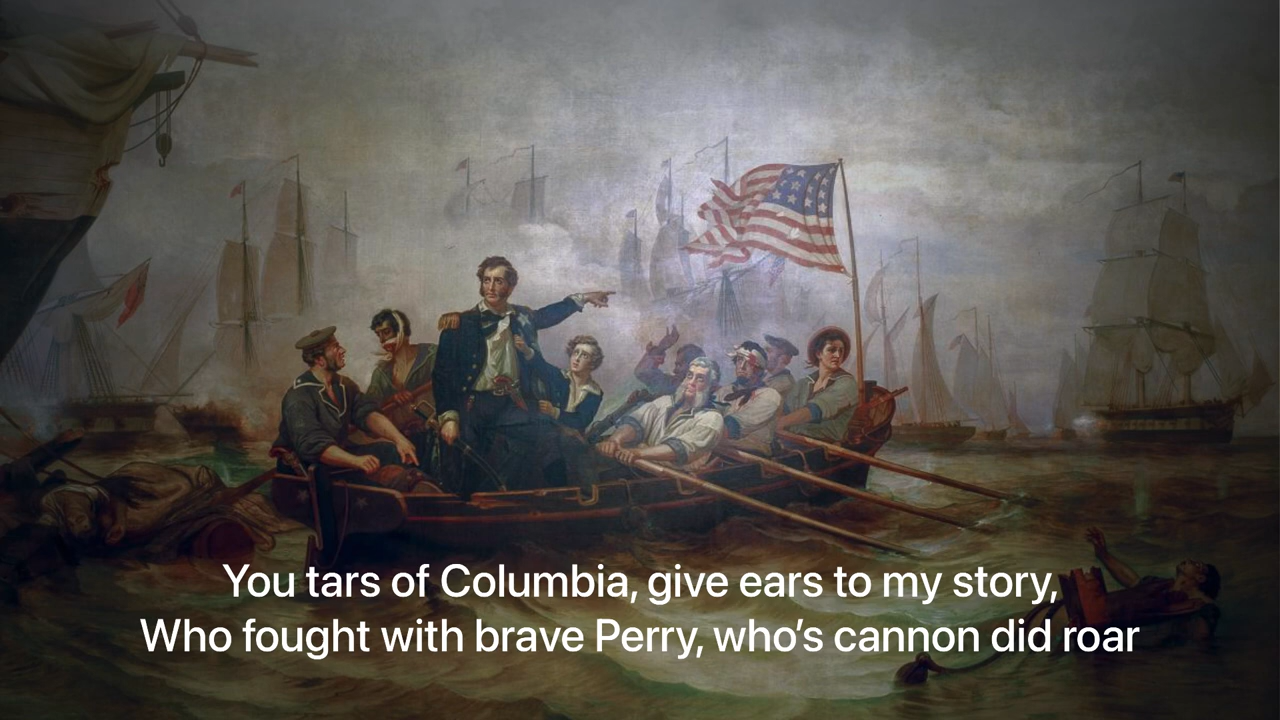 You tars of Columbia, give ears to my story,
Who fought with brave Perry, who’s cannon did roar